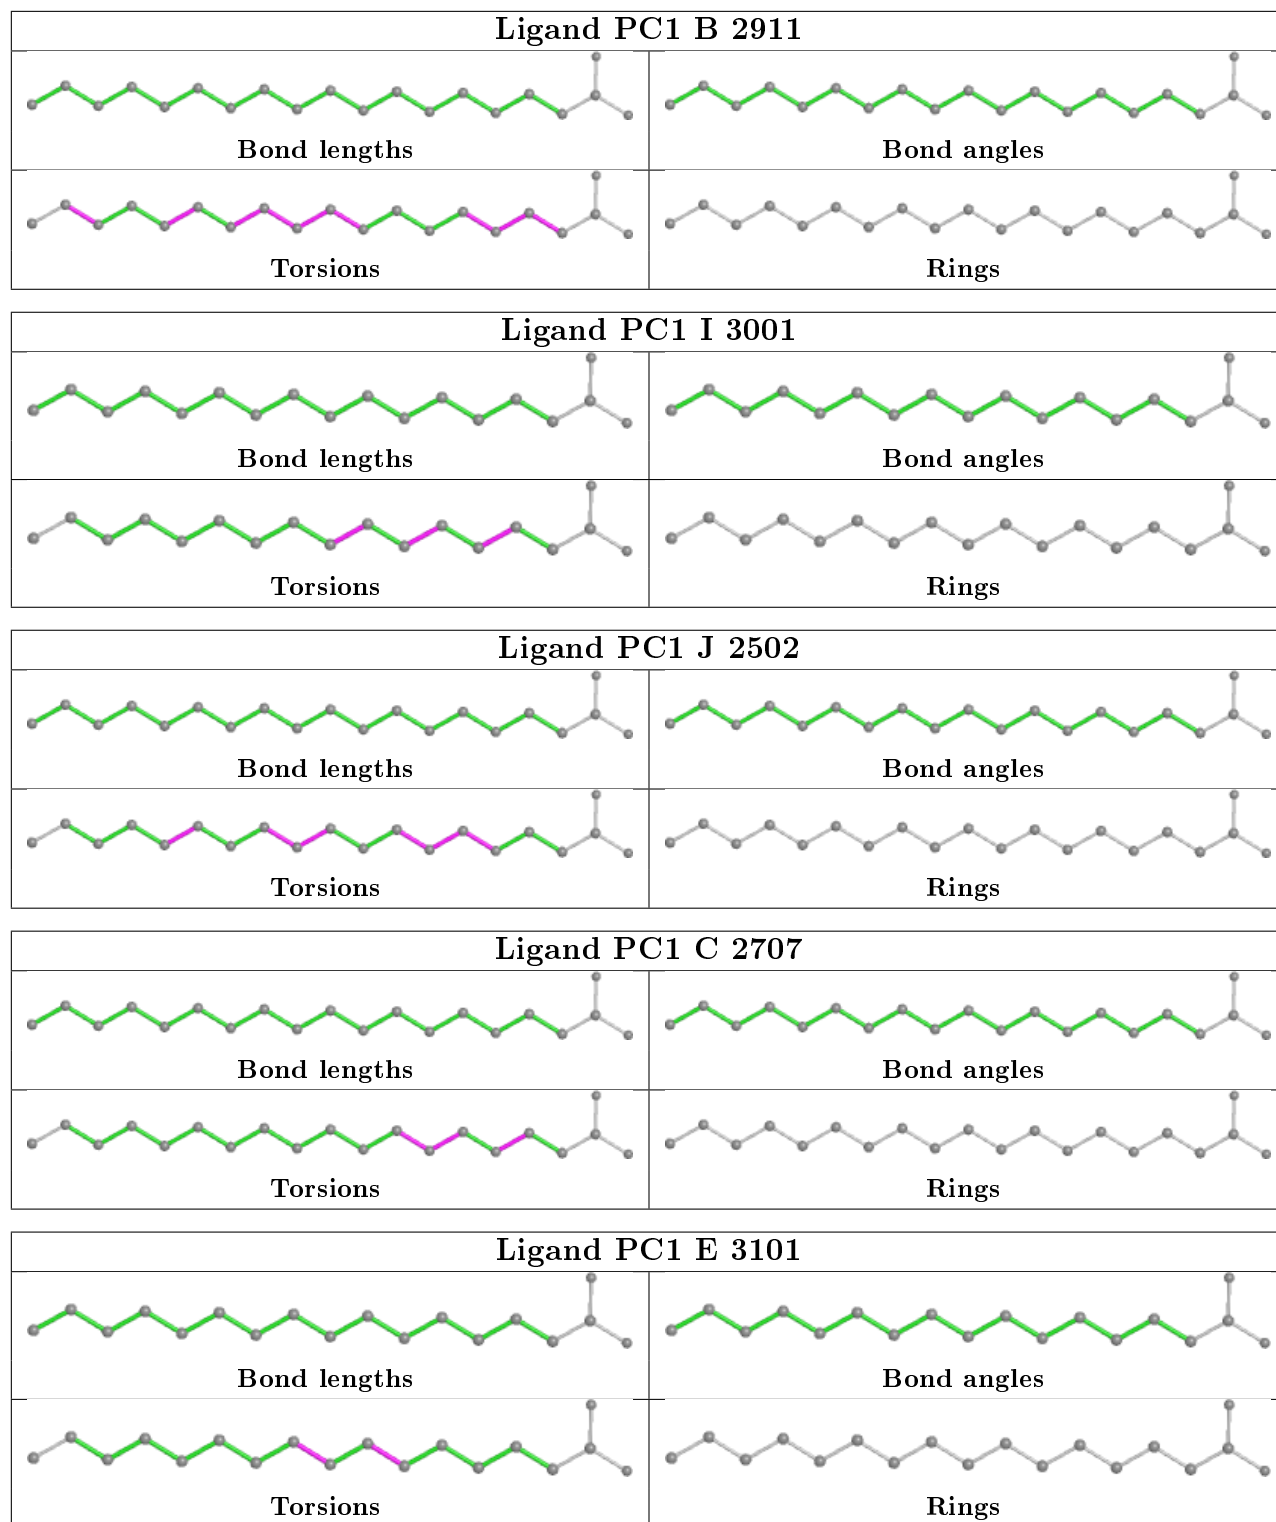 Ligand PC1 B 2911
Bond lengths
Bond angles
Torsions
Rings
Ligand PC1 I 3001
Bond lengths
Bond angles
Torsions
Rings
Ligand PC1 J 2502
Bond lengths
Bond angles
Torsions
Rings
Ligand PC1 C 2707
Bond lengths
Bond angles
Torsions
Rings
Ligand PC1 E 3101
Bond lengths
Bond angles
Torsions
Rings